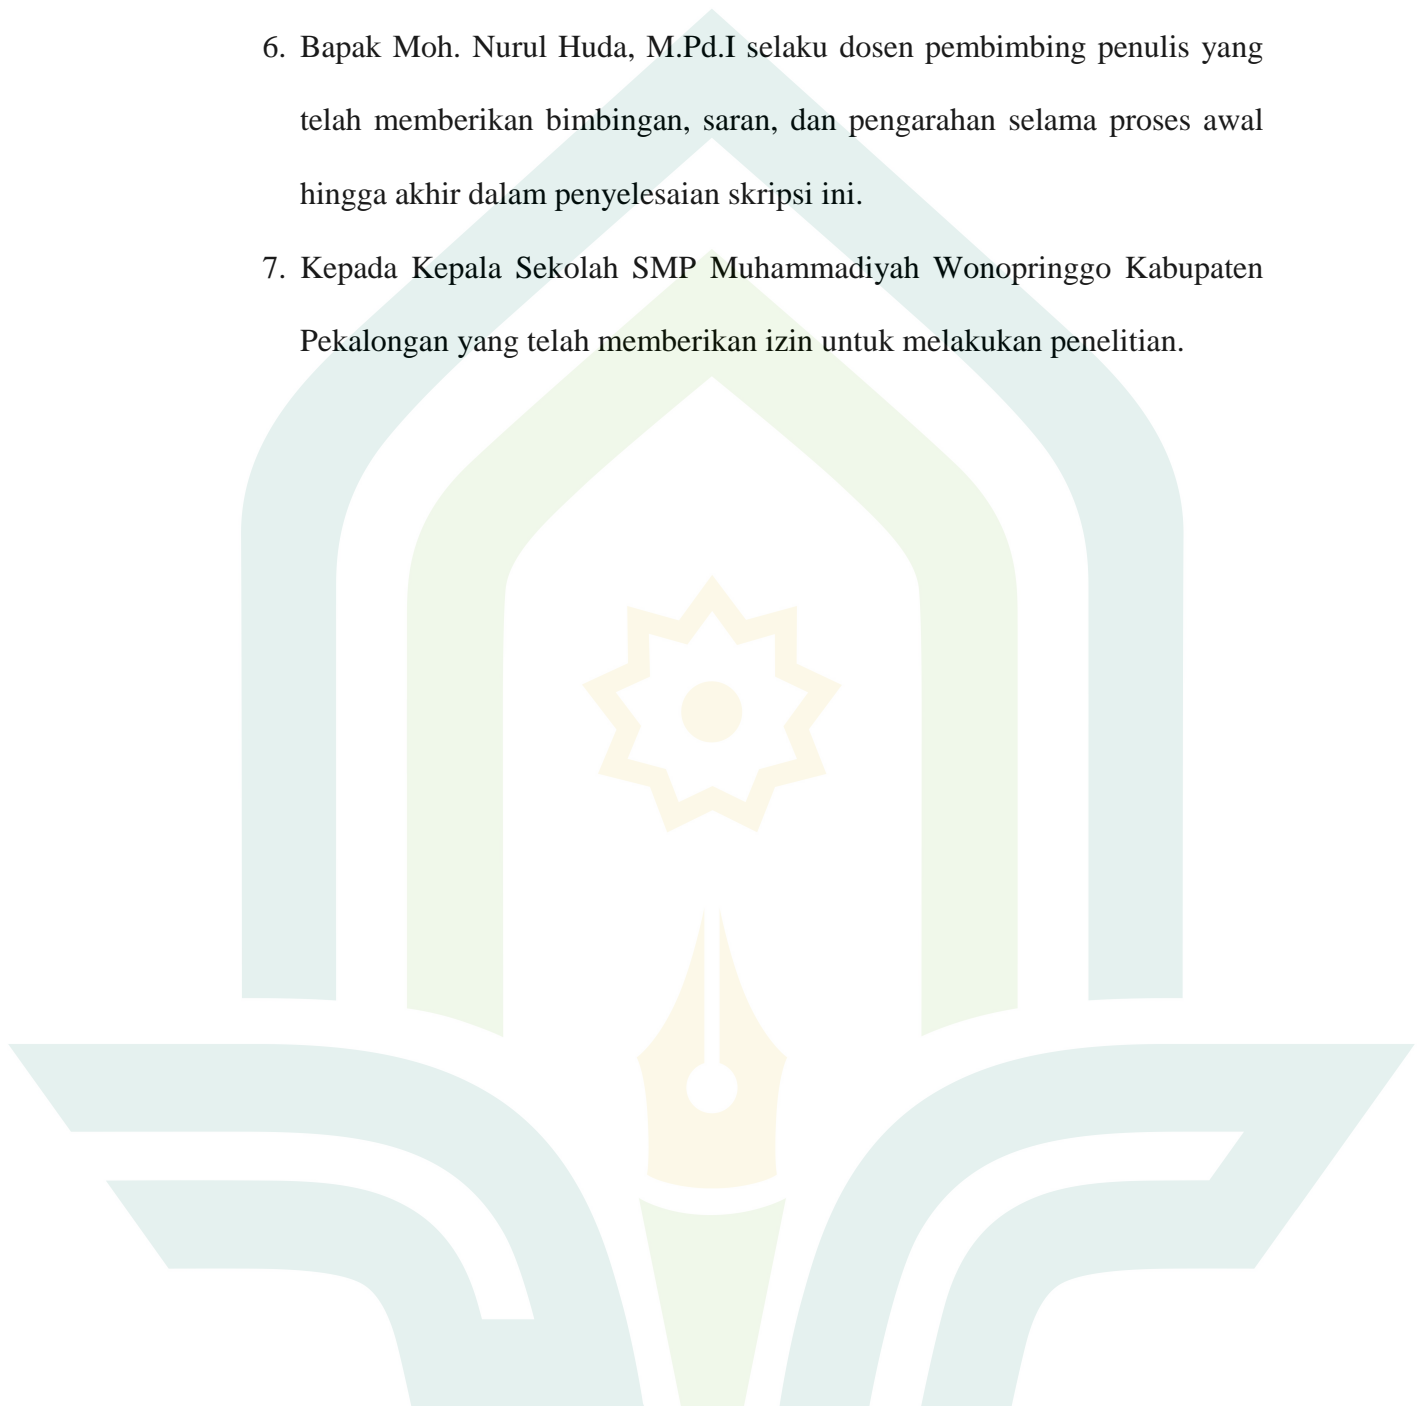 6. Bapak Moh. Nurul Huda, M.Pd.I selaku dosen pembimbing penulis yang
telah memberikan bimbingan, saran, dan pengarahan selama proses awal
hingga akhir dalam penyelesaian skripsi ini.
7. Kepada Kepala Sekolah SMP Muhammadiyah Wonopringgo Kabupaten
Pekalongan yang telah memberikan izin untuk melakukan penelitian.